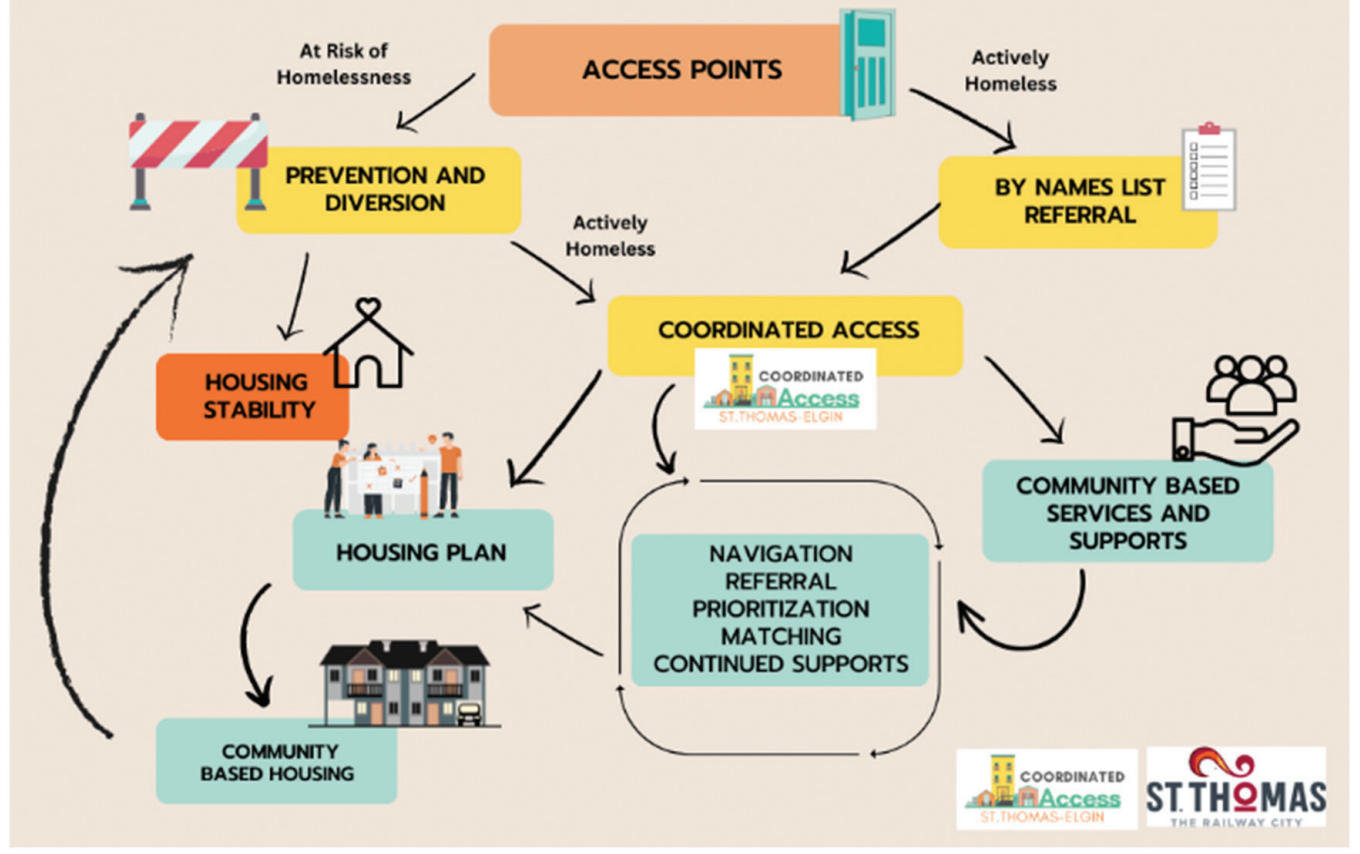 At Risk of
Homelessness
ACCESS POINTS
Actively
Homeless
PREVENTION AND
DIVERSION
BY NAMES LIST
REFERRAL
Actively
Homeless
COORDINATED ACCESS
COORDINATED
Access
ST.THOMAS-ELGIN
HOUSING
STABILITY
COMMUNITY BASED
SERVICES AND
SUPPORTS
HOUSING PLAN
NAVIGATION
REFERRAL
PRIORITIZATION
MATCHING
CONTINUED SUPPORTS
COMMUNITY
BASED HOUSING
COORDINATED
Access
ST.THOMAS-ELGIN
ST.THOMAS
THE RAILWAY CITY